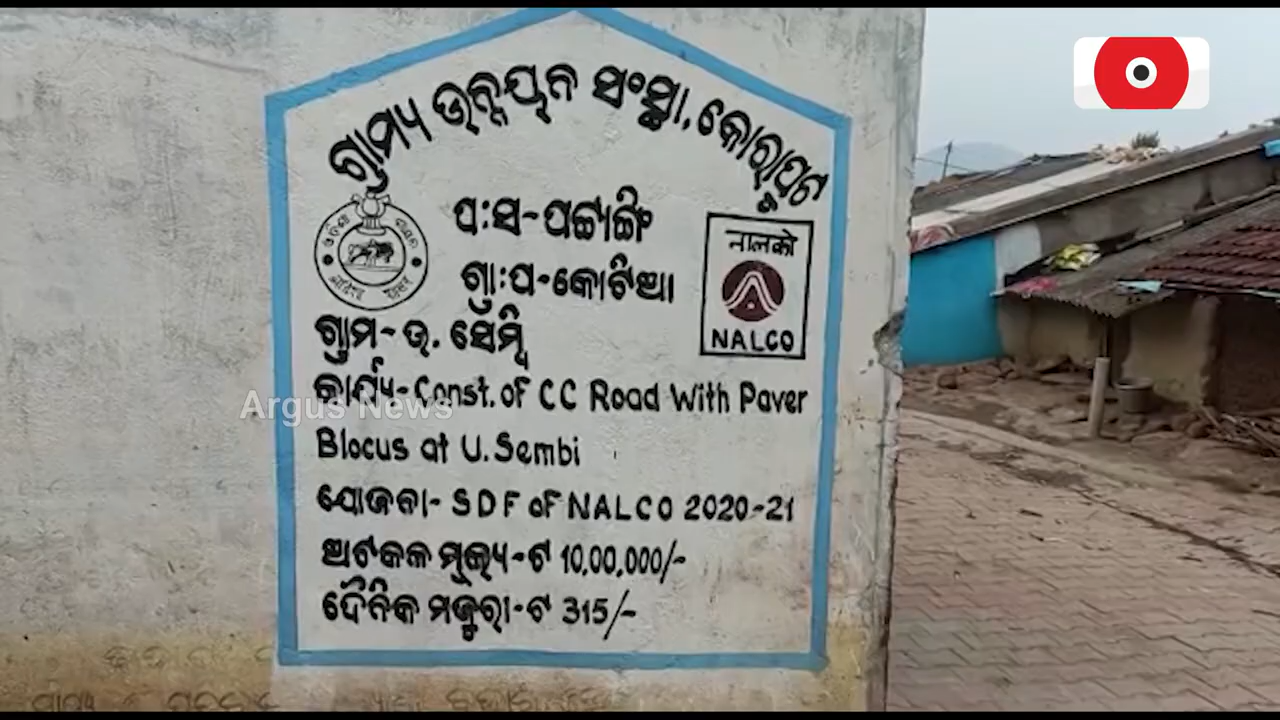 ଗ୍ରାମ୍ୟ ଉନ୍ନୟନ ସଂସ୍ଥା, କୋରାପୁଟ
ପ:ସ-ପଟ୍ଟାଙ୍ଗି
ଗ୍ରା:ପ-କୋଟିଆ
नालको
NALCO
ଗ୍ରାମ-ଉ. ସେମ୍ବି
କାର୍ଯ୍ୟ-Const. of CC Road With Paver
Blocus at U. Sembi
ଯୋଜନା- SDF of NALCO 2020-21
ଅଟକଳ ମୂଲ୍ୟ-ଟ 10,00,000/-
ଦୈନିକ ମଜୁରୀ-ଟ 315/-
Argus News